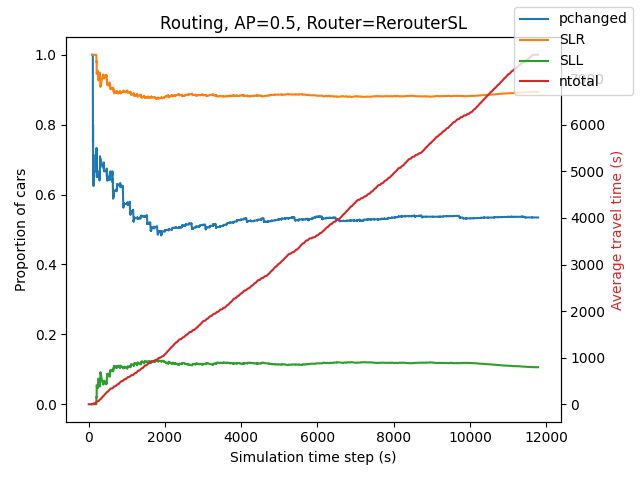 Routing, AP=0.5, Router=RerouterSL
pchanged
SLR
SLL
ntotal
Proportion of cars
1.0
0.8
0.6
0.4
0.2
0.0
6000
5000
4000
3000
2000
1000
0
Average travel time (s)
0 2000 4000 6000 8000 10000 12000
Simulation time step (s)